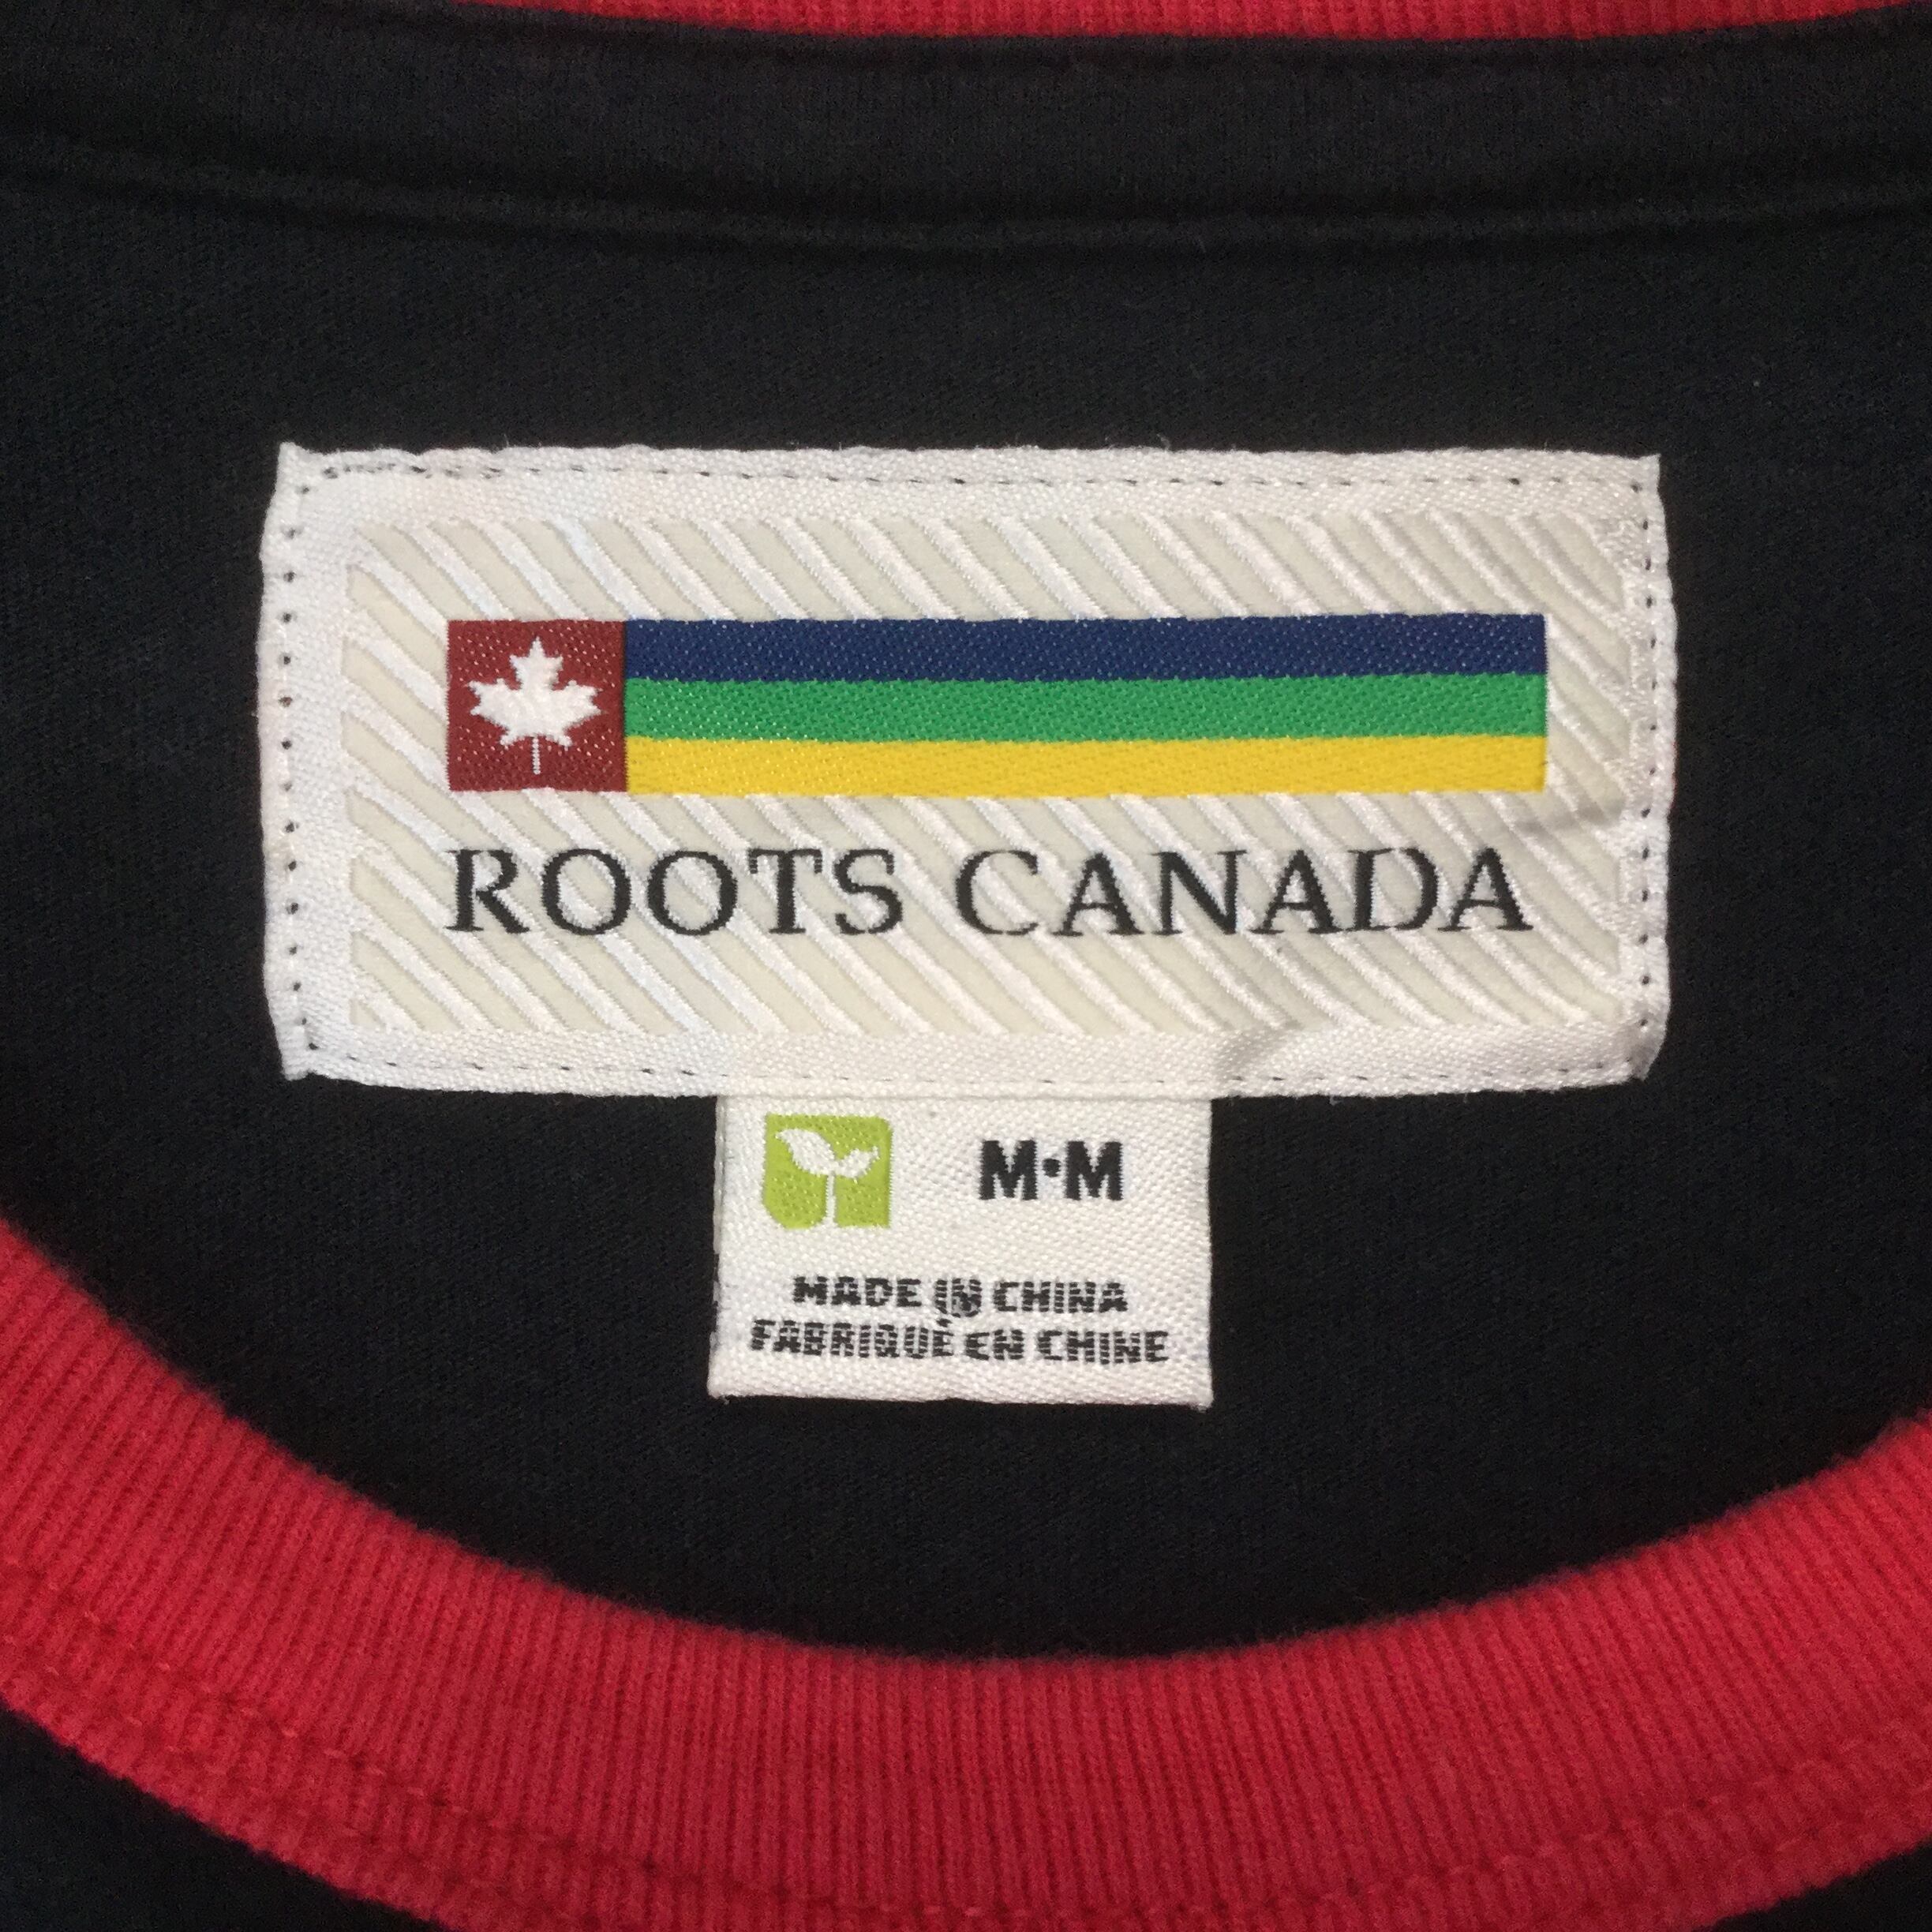 ROOTS CANADA
M·M
MADE IN CHINA
FABRIQUÉ EN CHINE